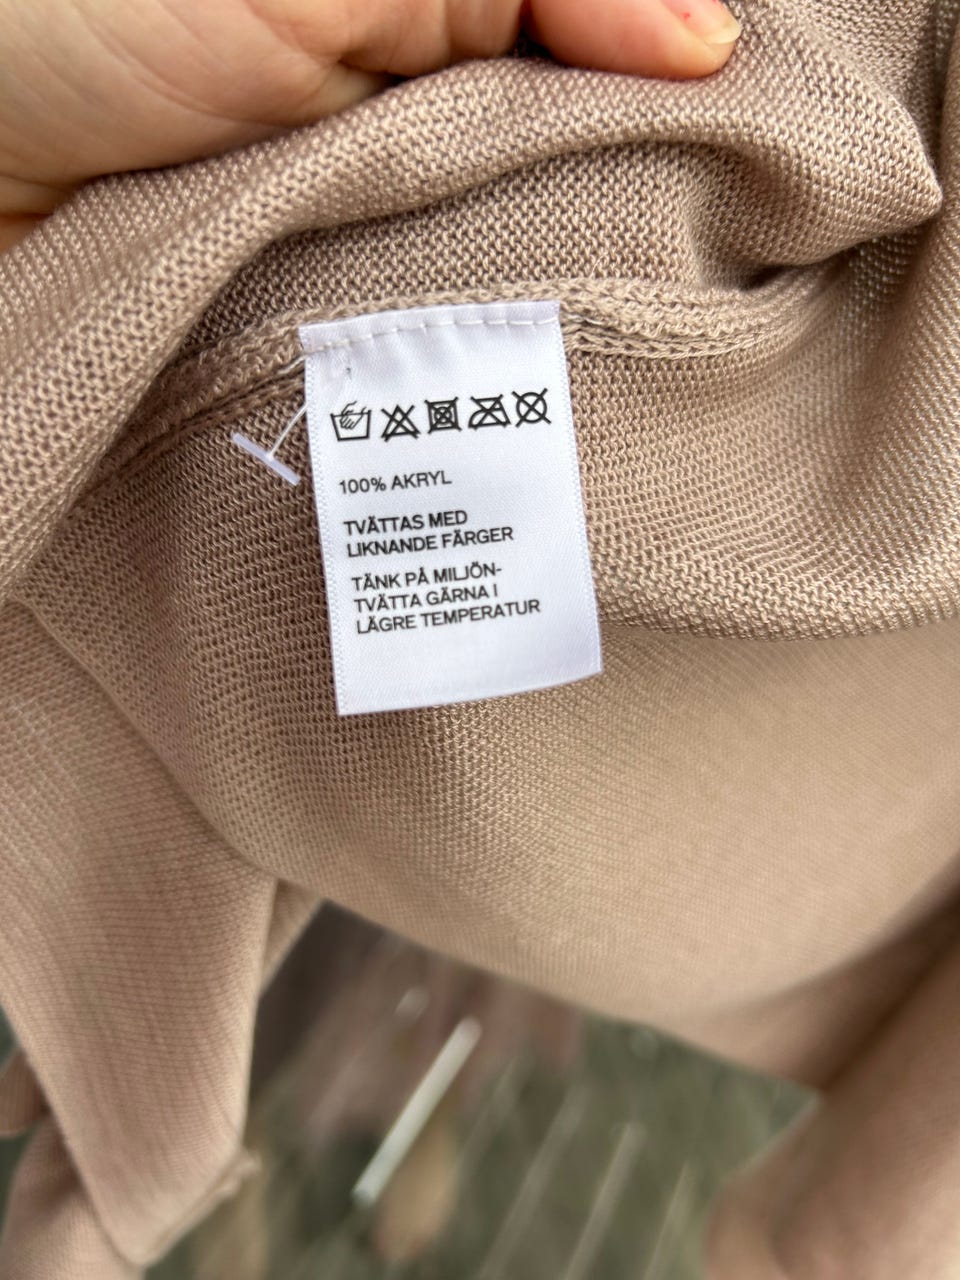 100% AKRYL
TVÄTTAS MED
LIKNANDE FÄRGER
TÄNK PÅ MILJÖN-
TVÄTTA GÄRNA I
LÄGRE TEMPERATUR